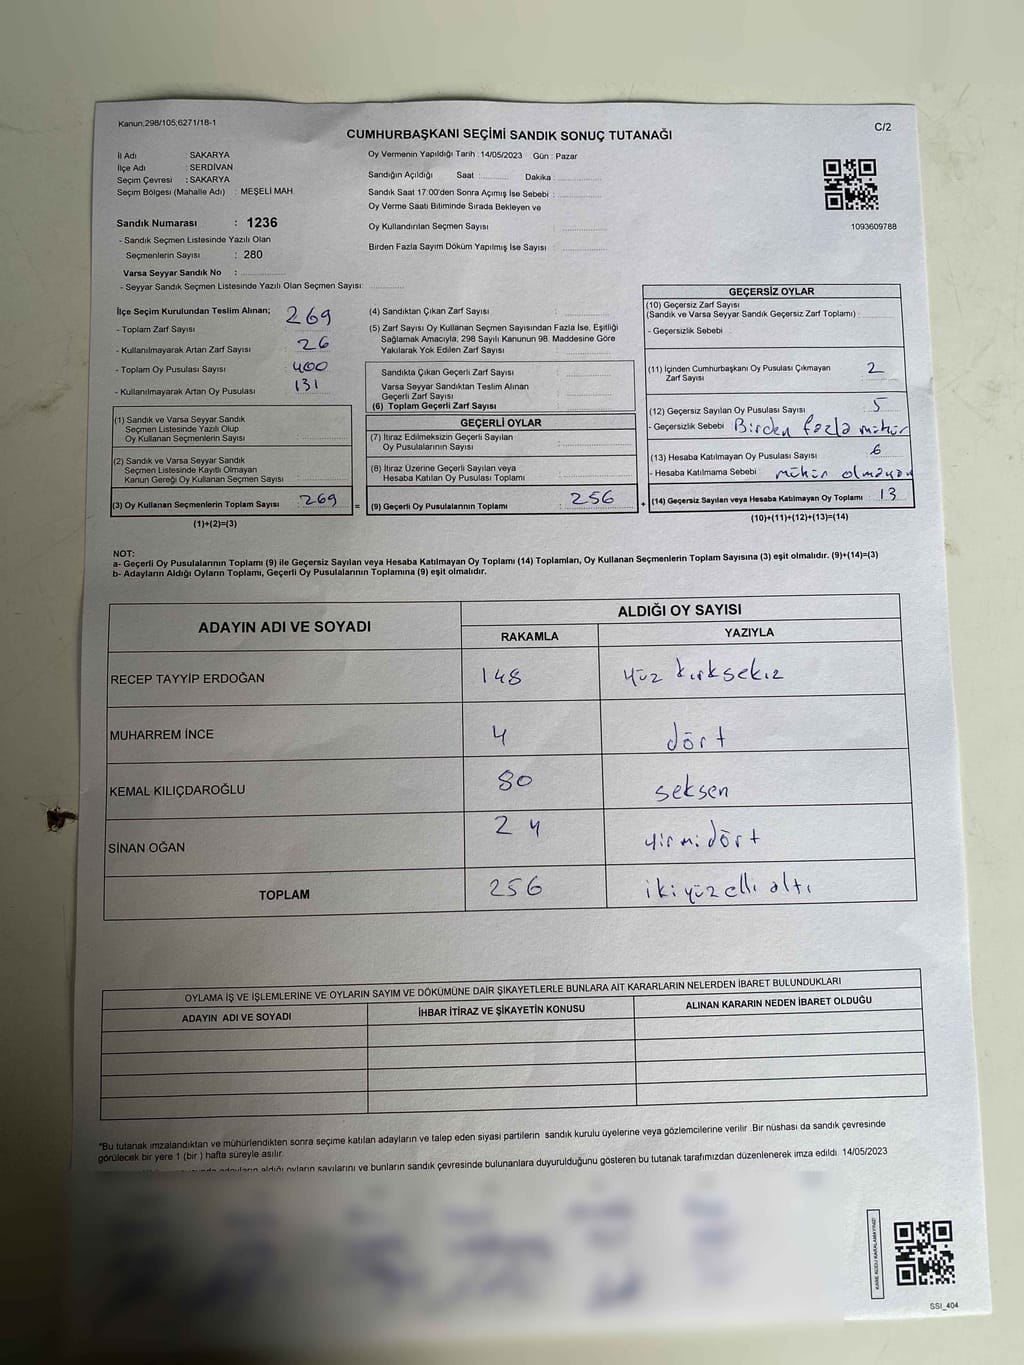 Kanun,298/105;6271/18-1
CUMHURBAŞKANI SEÇİMİ SANDIK SONUÇ TUTANAĞI
C/2
İl Adı SAKARYA
İlçe Adı : SERDİVAN
Seçim Çevresi : SAKARYA
Seçim Bölgesi (Mahalle Adı) : MEŞELİ MAH.
Sandık Numarası : 1236
- Sandık Seçmen Listesinde Yazılı Olan
Seçmenlerin Sayısı : 280
Varsa Seyyar Sandık No :
- Seyyar Sandık Seçmen Listesinde Yazılı Olan Seçmen Sayısı:
Oy Vermenin Yapıldığı Tarih : 14/05/2023 Gün : Pazar
Sandığın Açıldığı Saat : Dakika :
Sandık Saat 17:00'den Sonra Açımış İse Sebebi :
Oy Verme Saati Bitiminde Sırada Bekleyen ve
Oy Kullandırılan Seçmen Sayısı
Birden Fazla Sayım Döküm Yapılmış İse Sayısı :
1093609788
İlçe Seçim Kurulundan Teslim Alınan;
- Toplam Zarf Sayısı : 269
- Kullanılmayarak Artan Zarf Sayısı : 26
- Toplam Oy Pusulası Sayısı : 400
- Kullanılmayarak Artan Oy Pusulası : 131
(1) Sandık ve Varsa Seyyar Sandık
Seçmen Listesinde Yazılı Olup
Oy Kullanan Seçmenlerin Sayısı :
(2) Sandık ve Varsa Seyyar Sandık
Seçmen Listesinde Kayıtlı Olmayan
Kanun Gereği Oy Kullanan Seçmen Sayısı :
(3) Oy Kullanan Seçmenlerin Toplam Sayısı : 269 =
(1)+(2)=(3)
(4) Sandıktan Çıkan Zarf Sayısı :
(5) Zarf Sayısı Oy Kullanan Seçmen Sayısından Fazla İse, Eşitliği
Sağlamak Amacıyla, 298 Sayılı Kanunun 98. Maddesine Göre
Yakılarak Yok Edilen Zarf Sayısı :
Sandıkta Çıkan Geçerli Zarf Sayısı :
Varsa Seyyar Sandıktan Teslim Alınan
Geçerli Zarf Sayısı :
(6) Toplam Geçerli Zarf Sayısı :
GEÇERLİ OYLAR
(7) İtiraz Edilmeksizin Geçerli Sayılan
Oy Pusulalarının Sayısı :
(8) İtiraz Üzerine Geçerli Sayılan veya
Hesaba Katılan Oy Pusulası Toplamı :
(9) Geçerli Oy Pusulalarının Toplamı : 256 +
GEÇERSİZ OYLAR
(10) Geçersiz Zarf Sayısı
(Sandık ve Varsa Seyyar Sandık Geçersiz Zarf Toplamı) :
- Geçersizlik Sebebi :
(11) İçinden Cumhurbaşkanı Oy Pusulası Çıkmayan
Zarf Sayısı : 2
(12) Geçersiz Sayılan Oy Pusulası Sayısı : 5
- Geçersizlik Sebebi : Birden fazla mühür
(13) Hesaba Katılmayan Oy Pusulası Sayısı : 6
- Hesaba Katılmama Sebebi : mühür olmayan
(14) Geçersiz Sayılan veya Hesaba Katılmayan Oy Toplamı : 13
(10)+(11)+(12)+(13)=(14)
NOT:
a- Geçerli Oy Pusulalarının Toplamı (9) ile Geçersiz Sayılan veya Hesaba Katılmayan Oy Toplamı (14) Toplamları, Oy Kullanan Seçmenlerin Toplam Sayısına (3) eşit olmalıdır. (9)+(14)=(3)
b- Adayların Aldığı Oyların Toplamı, Geçerli Oy Pusulalarının Toplamına (9) eşit olmalıdır.
ADAYIN ADI VE SOYADI
ALDIĞI OY SAYISI
RAKAMLA YAZIYLA
RECEP TAYYİP ERDOĞAN 148 yüz kırksekiz
MUHARREM İNCE 4 dört
KEMAL KILIÇDAROĞLU 80 seksen
SİNAN OĞAN 24 yirmidört
TOPLAM 256 ikiyüzelli altı
OYLAMA İŞ VE İŞLEMLERİNE VE OYLARIN SAYIM VE DÖKÜMÜNE DAİR ŞİKAYETLERLE BUNLARA AİT KARARLARIN NELERDEN İBARET BULUNDUKLARI
ADAYIN ADI VE SOYADI İHBAR İTİRAZ VE ŞİKAYETİN KONUSU ALINAN KARARIN NEDEN İBARET OLDUĞU
*Bu tutanak imzalandıktan ve mühürlendikten sonra seçime katılan adayların ve talep eden siyasi partilerin sandık kurulu üyelerine veya gözlemcilerine verilir. Bir nüshası da sandık çevresinde
görülecek bir yere 1 (bir ) hafta süreyle asılır.
adayların aldığı oyların sayılarını ve bunların sandık çevresinde bulunanlara duyurulduğunu gösteren bu tutanak tarafımızdan düzenlenerek imza edildi. 14/05/2023
KARE KODU KARALAMAYINIZ!
SSİ_404